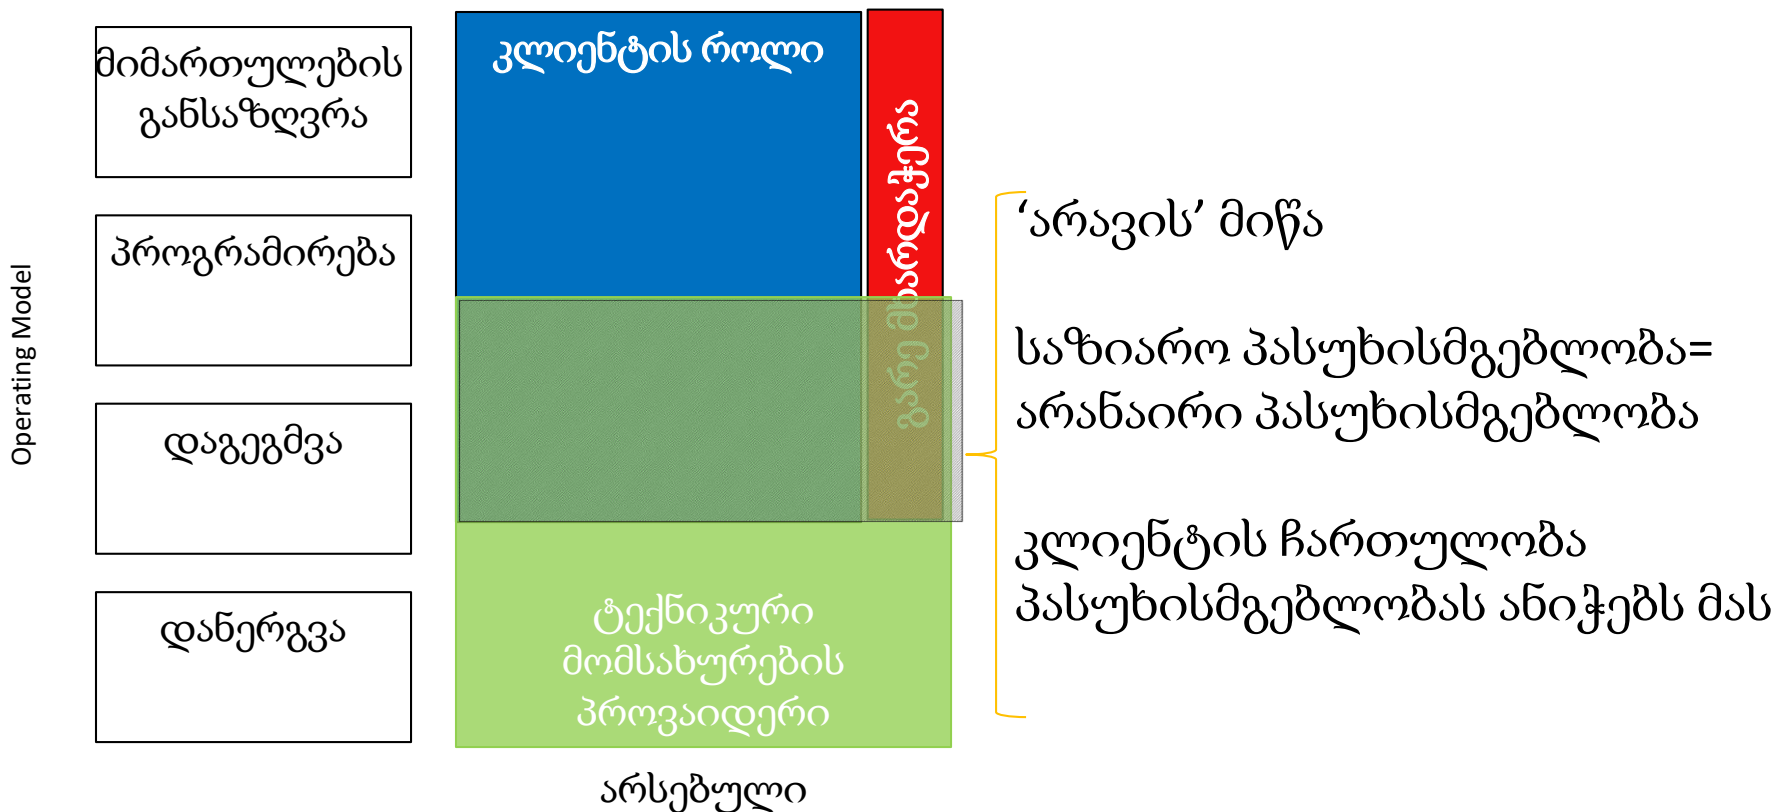 Operating Model
მიმართულების
განსაზღვრა
პროგრამირება
დაგეგმვა
დანერგვა
კლიენტის როლი
გარე მხარდაჭერა
ტექნიკური
მომსახურების
პროვაიდერი
არსებული
‘არავის’ მიწა
საზიარო პასუხისმგებლობა=
არანაირი პასუხისმგებლობა
კლიენტის ჩართულობა
პასუხისმგებლობას ანიჭებს მას